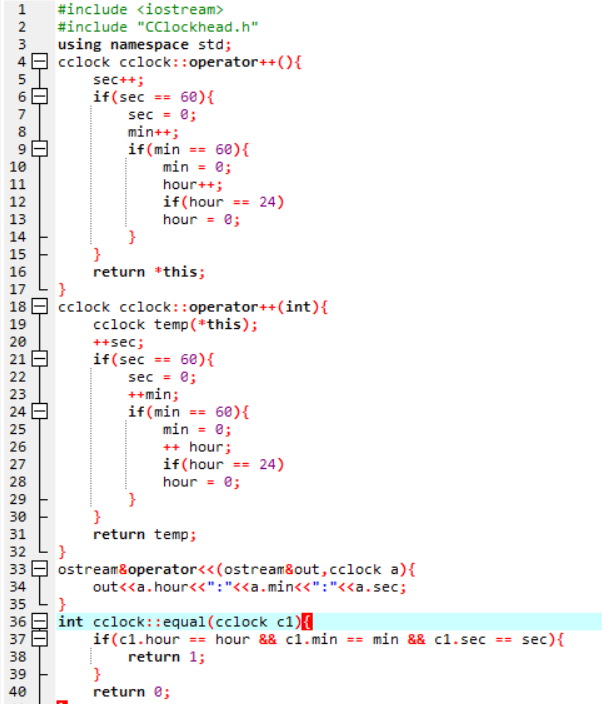 1 #include <iostream>
2 #include "CClockhead.h"
3 using namespace std;
4 cclock cclock::operator++(){
5 sec++;
6 if(sec == 60){
7 sec = 0;
8 min++;
9 if(min == 60){
10 min = 0;
11 hour++;
12 if(hour == 24)
13 hour = 0;
14 }
15 }
16 return *this;
17 }
18 cclock cclock::operator++(int){
19 cclock temp(*this);
20 ++sec;
21 if(sec == 60){
22 sec = 0;
23 ++min;
24 if(min == 60){
25 min = 0;
26 ++ hour;
27 if(hour == 24)
28 hour = 0;
29 }
30 }
31 return temp;
32 }
33 ostream&operator<<(ostream&out,cclock a){
34 out<<a.hour<<":"<<a.min<<":"<<a.sec;
35 }
36 int cclock::equal(cclock c1){
37 if(c1.hour == hour && c1.min == min && c1.sec == sec){
38 return 1;
39 }
40 return 0;